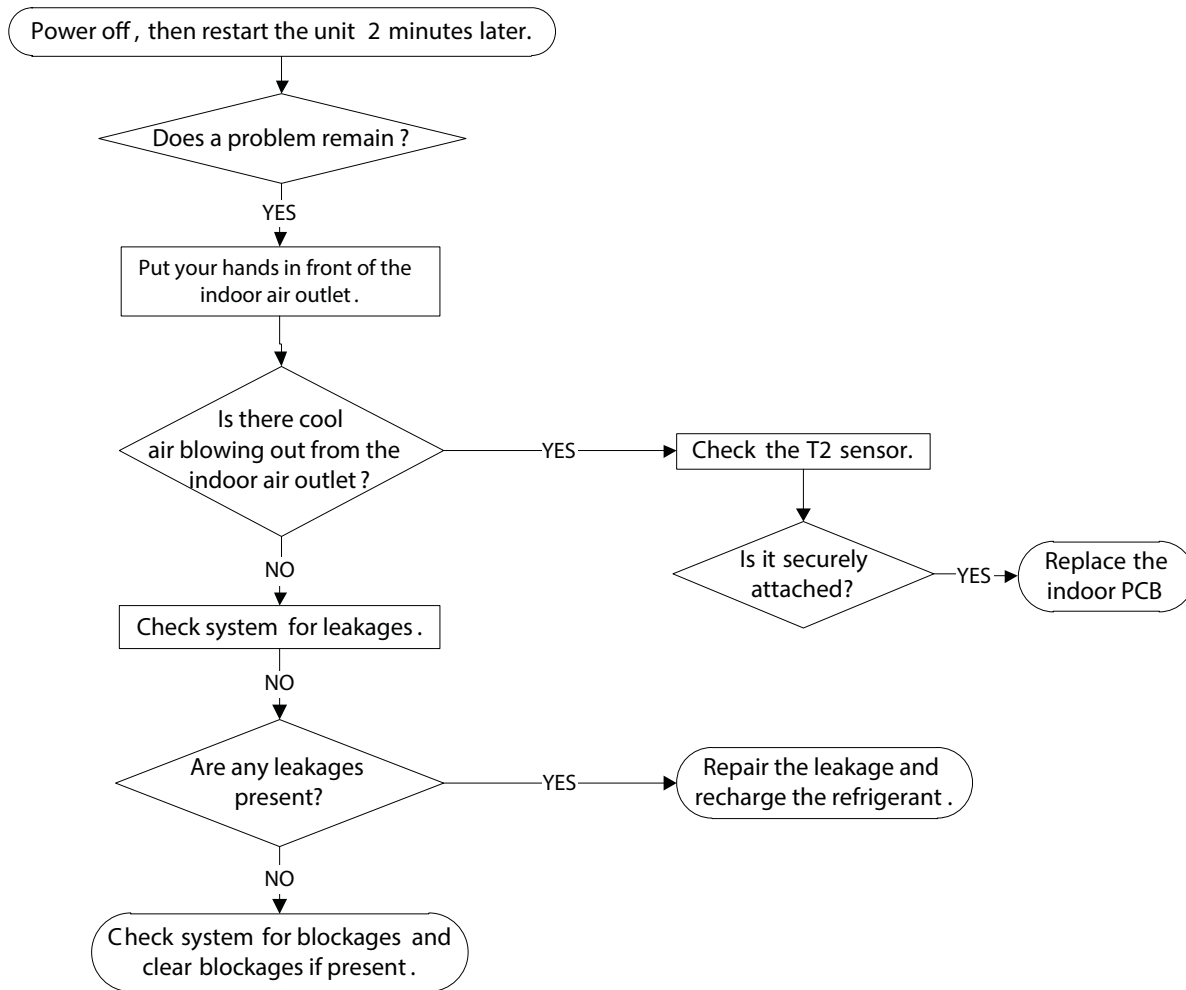 Power off, then restart the unit 2 minutes later.
Does a problem remain?
YES
Put your hands in front of the
indoor air outlet.
Is there cool
air blowing out from the
indoor air outlet?
YES
Check the T2 sensor.
Is it securely
attached?
YES
Replace the
indoor PCB
NO
Check system for leakages.
NO
Are any leakages
present?
YES
Repair the leakage and
recharge the refrigerant.
NO
Check system for blockages and
clear blockages if present.